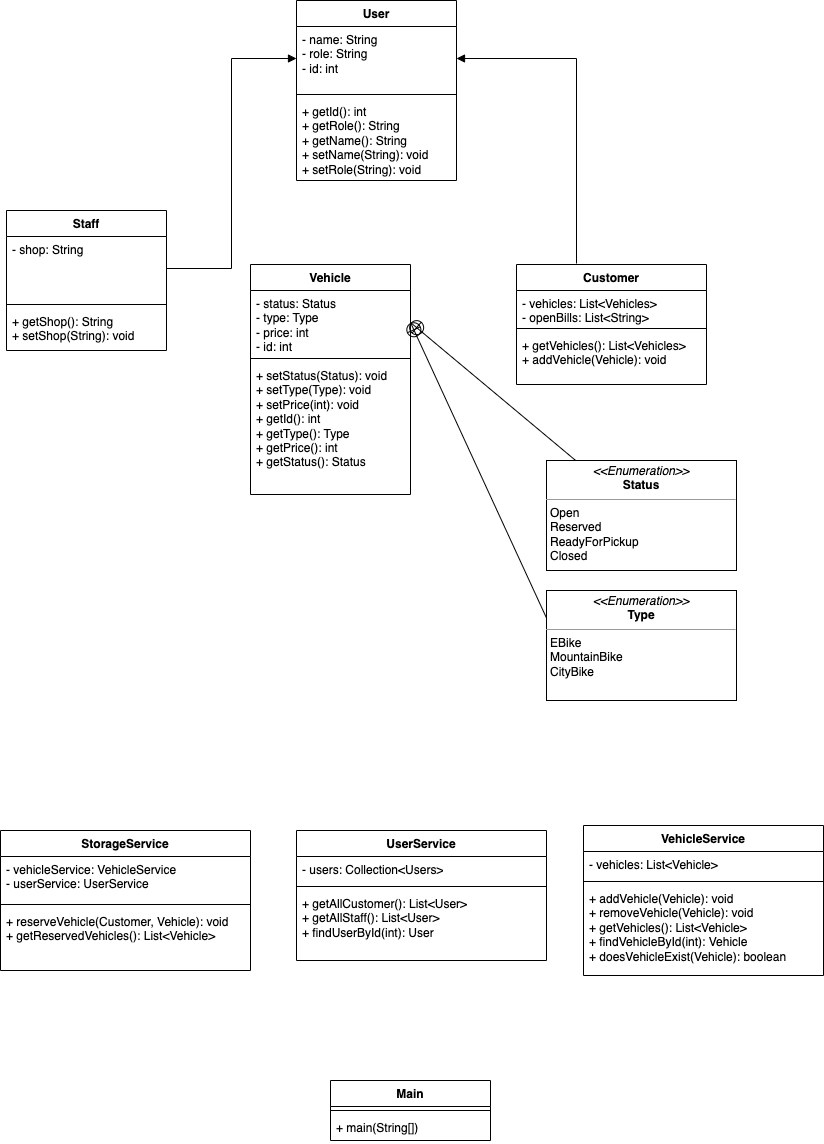 User
- name: String
- role: String
- id: int
+ getId(): int
+ getRole(): String
+ getName(): String
+ setName(String): void
+ setRole(String): void
Staff
- shop: String
+ getShop(): String
+ setShop(String): void
Vehicle
- status: Status
- type: Type
- price: int
- id: int
+ setStatus(Status): void
+ setType(Type): void
+ setPrice(int): void
+ getId(): int
+ getType(): Type
+ getPrice(): int
+ getStatus(): Status
Customer
- vehicles: List<Vehicles>
- openBills: List<String>
+ getVehicles(): List<Vehicles>
+ addVehicle(Vehicle): void
<<Enumeration>>
Status
Open
Reserved
ReadyForPickup
Closed
<<Enumeration>>
Type
EBike
MountainBike
CityBike
StorageService
- vehicleService: VehicleService
- userService: UserService
+ reserveVehicle(Customer, Vehicle): void
+ getReservedVehicles(): List<Vehicle>
UserService
- users: Collection<Users>
+ getAllCustomer(): List<User>
+ getAllStaff(): List<User>
+ findUserById(int): User
VehicleService
- vehicles: List<Vehicle>
+ addVehicle(Vehicle): void
+ removeVehicle(Vehicle): void
+ getVehicles(): List<Vehicle>
+ findVehicleById(int): Vehicle
+ doesVehicleExist(Vehicle): boolean
Main
+ main(String[])